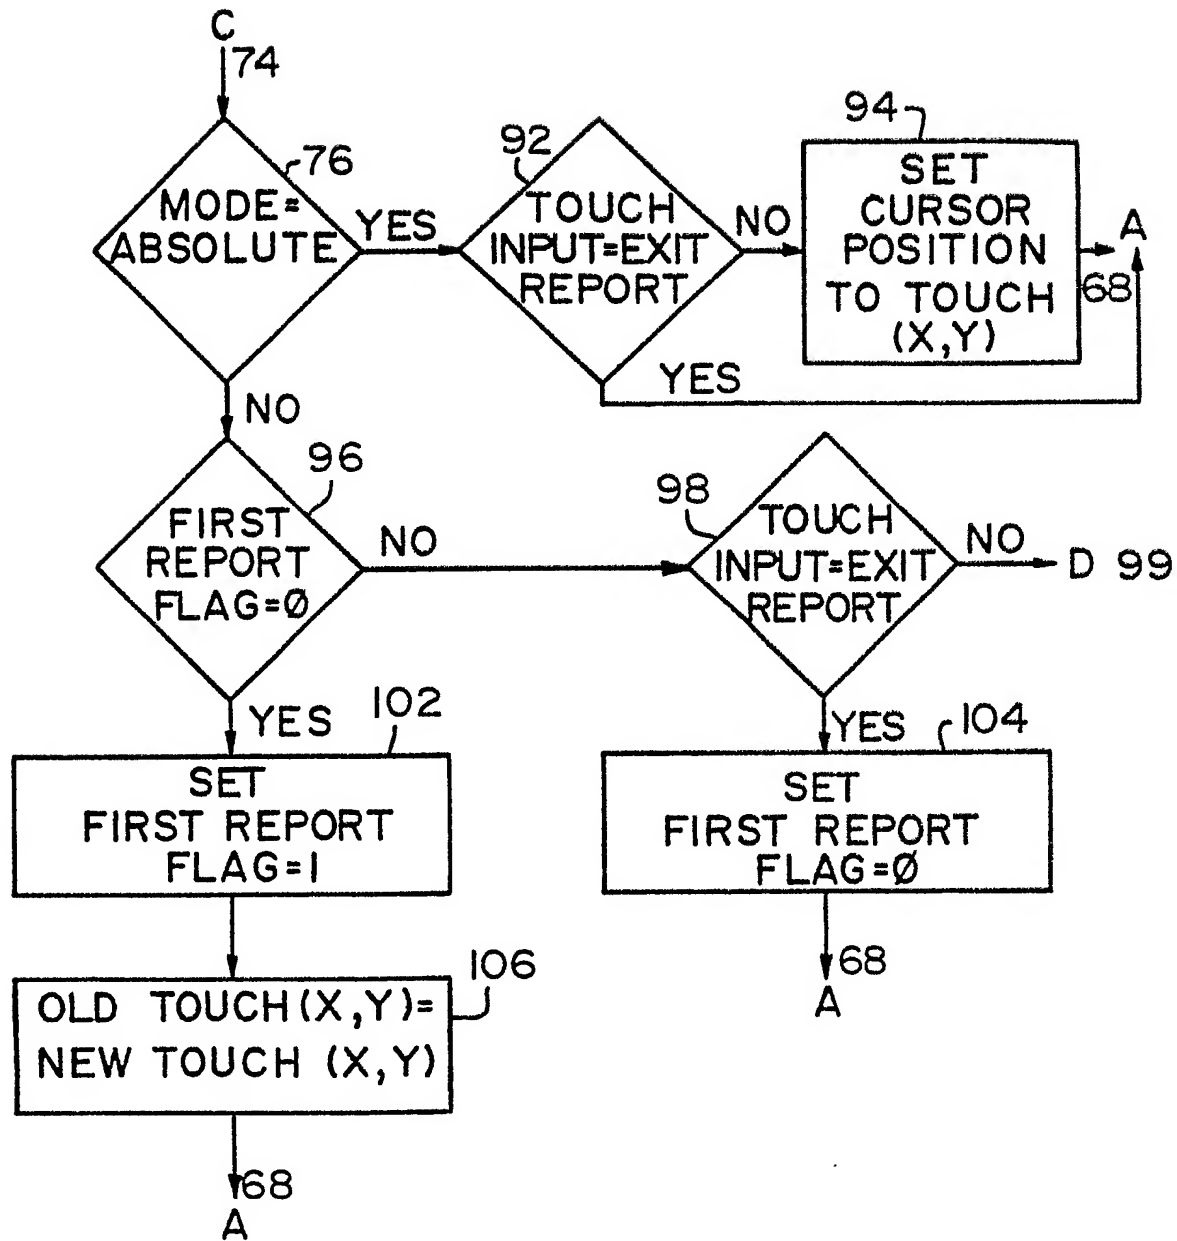 C
74
76
MODE=
ABSOLUTE
YES
92
TOUCH
INPUT=EXIT
REPORT
NO
94
SET
CURSOR
POSITION
TO TOUCH
(X,Y)
A
68
YES
NO
96
FIRST
REPORT
FLAG=Ø
NO
98
TOUCH
INPUT=EXIT
REPORT
NO
D 99
YES
102
SET
FIRST REPORT
FLAG=1
YES
104
SET
FIRST REPORT
FLAG=Ø
68
A
106
OLD TOUCH(X,Y)=
NEW TOUCH (X,Y)
68
A